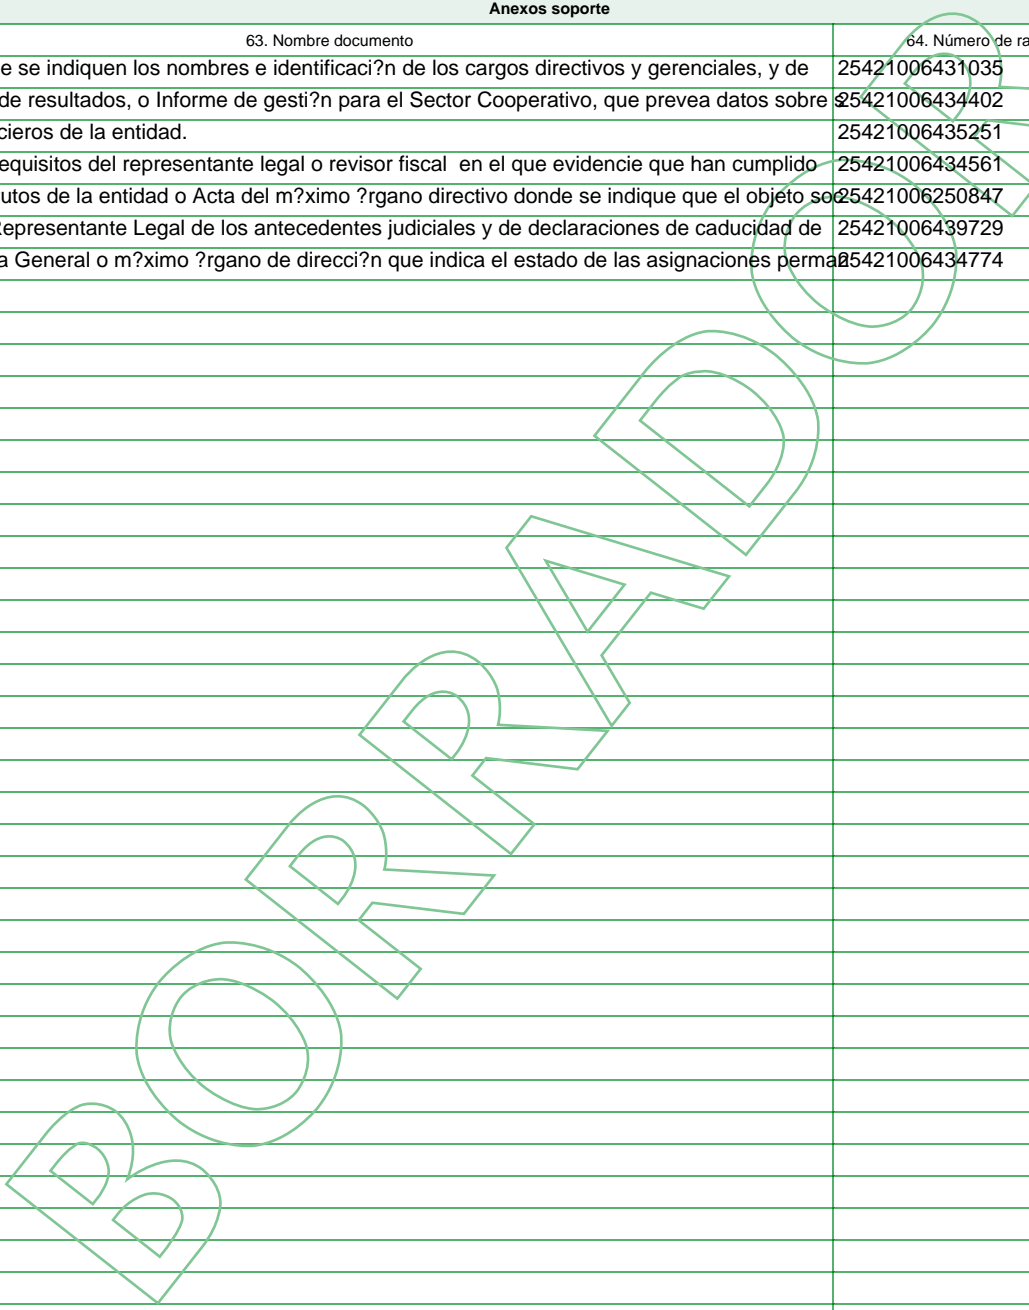 Anexos soporte
63. Nombre documento 64. Número de ra
e se indiquen los nombres e identificaci?n de los cargos directivos y gerenciales, y de 25421006431035
de resultados, o Informe de gesti?n para el Sector Cooperativo, que prevea datos sobre s 25421006434402
cieros de la entidad. 25421006435251
equisitos del representante legal o revisor fiscal en el que evidencie que han cumplido 25421006434561
utos de la entidad o Acta del m?ximo ?rgano directivo donde se indique que el objeto soc 25421006250847
Representante Legal de los antecedentes judiciales y de declaraciones de caducidad de 25421006439729
a General o m?ximo ?rgano de direcci?n que indica el estado de las asignaciones perman 25421006434774
BORRADOR